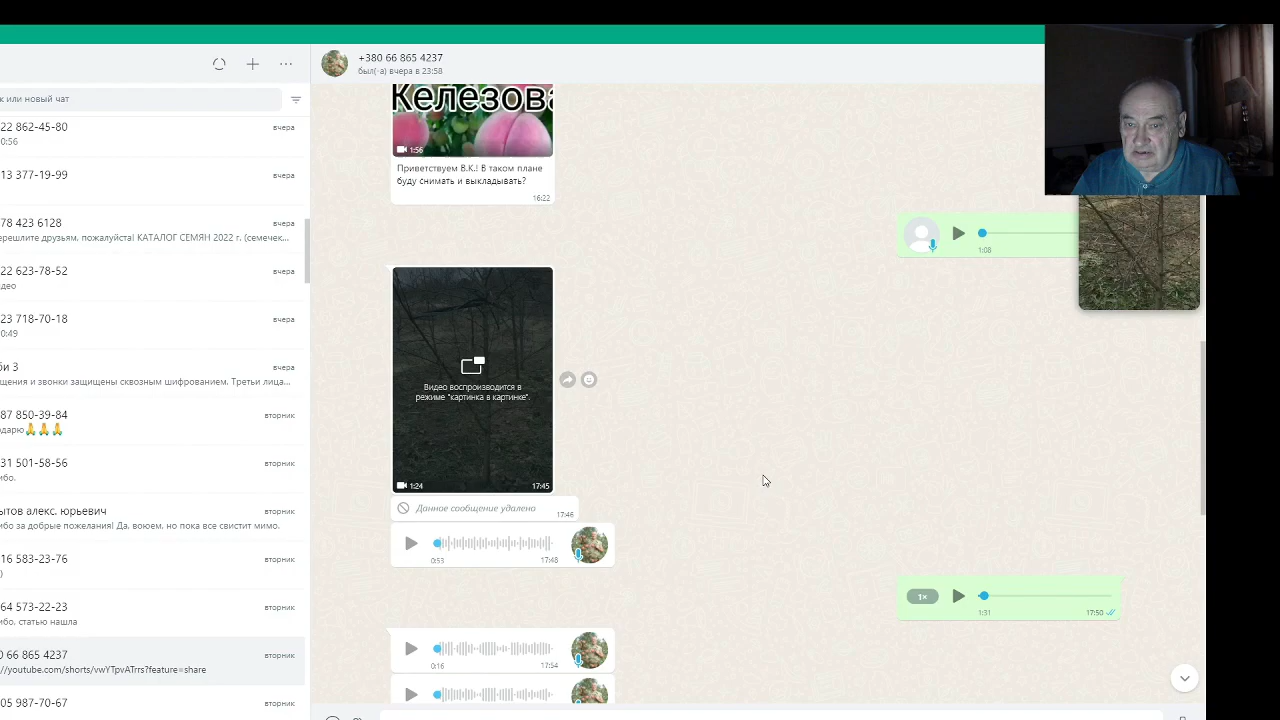 к или новый чат
22 862-45-80
вчера
0:56
13 377-19-99
вчера
78 423 6128
вчера
ерешлите друзьям, пожалуйста! КАТАЛОГ СЕМЯН 2022 г. (семечек...
22 623-78-52
вчера
део
23 718-70-18
вчера
0:49
би 3
вчера
щения и звонки защищены сквозным шифрованием. Третьи лица...
87 850-39-84
вторник
одарю🙏🙏🙏
31 501-58-56
вторник
ибо.
ытов алекс. юрьевич
вторник
ибо за добрые пожелания! Да, воюем, но пока все свистит мимо.
16 583-23-76
вторник
)
64 573-22-23
вторник
ибо, статью нашла
0 66 865 4237
вторник
//youtube.com/shorts/vwYTpvATrrs?feature=share
05 987-70-67
вторник
+380 66 865 4237
был(-а) вчера в 23:58
Железова
1:56
Приветствуем В.К.! В таком плане
буду снимать и выкладывать?
16:22
1:08
Видео воспроизводится в
режиме "картинка в картинке".
1:24
17:45
Данное сообщение удалено
17:46
0:53
17:48
1×
1:31
17:50
0:16
17:54